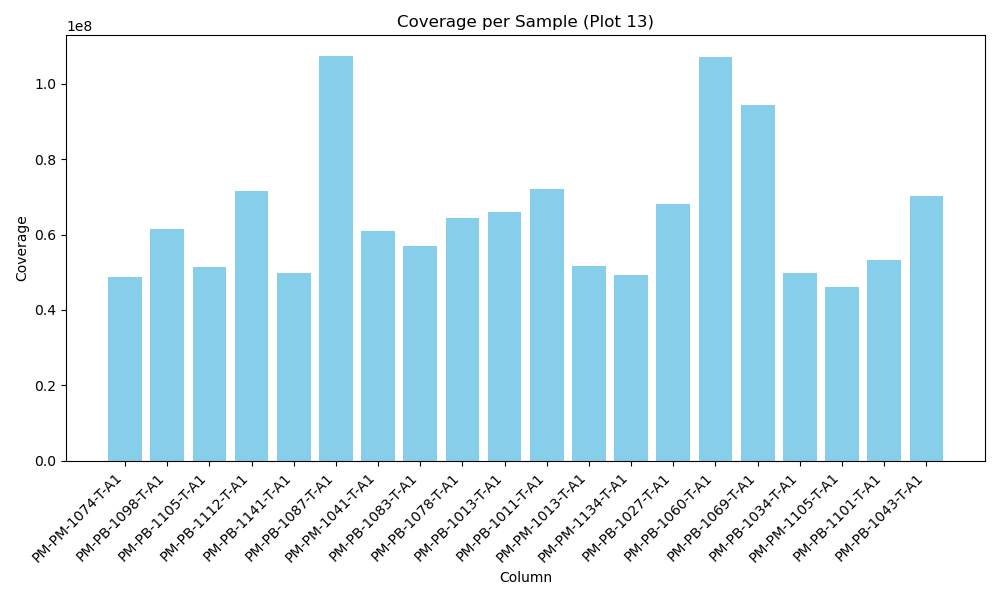 Coverage per Sample (Plot 13)
1e8
1.0
0.8
0.6
0.4
0.2
0.0
Coverage
PM-PM-1074-T-A1
PM-PB-1098-T-A1
PM-PB-1105-T-A1
PM-PB-1112-T-A1
PM-PB-1141-T-A1
PM-PB-1087-T-A1
PM-PM-1041-T-A1
PM-PB-1083-T-A1
PM-PB-1078-T-A1
PM-PB-1013-T-A1
PM-PB-1011-T-A1
PM-PM-1013-T-A1
PM-PM-1134-T-A1
PM-PB-1027-T-A1
PM-PB-1060-T-A1
PM-PB-1069-T-A1
PM-PB-1034-T-A1
PM-PM-1105-T-A1
PM-PB-1101-T-A1
PM-PB-1043-T-A1
Column